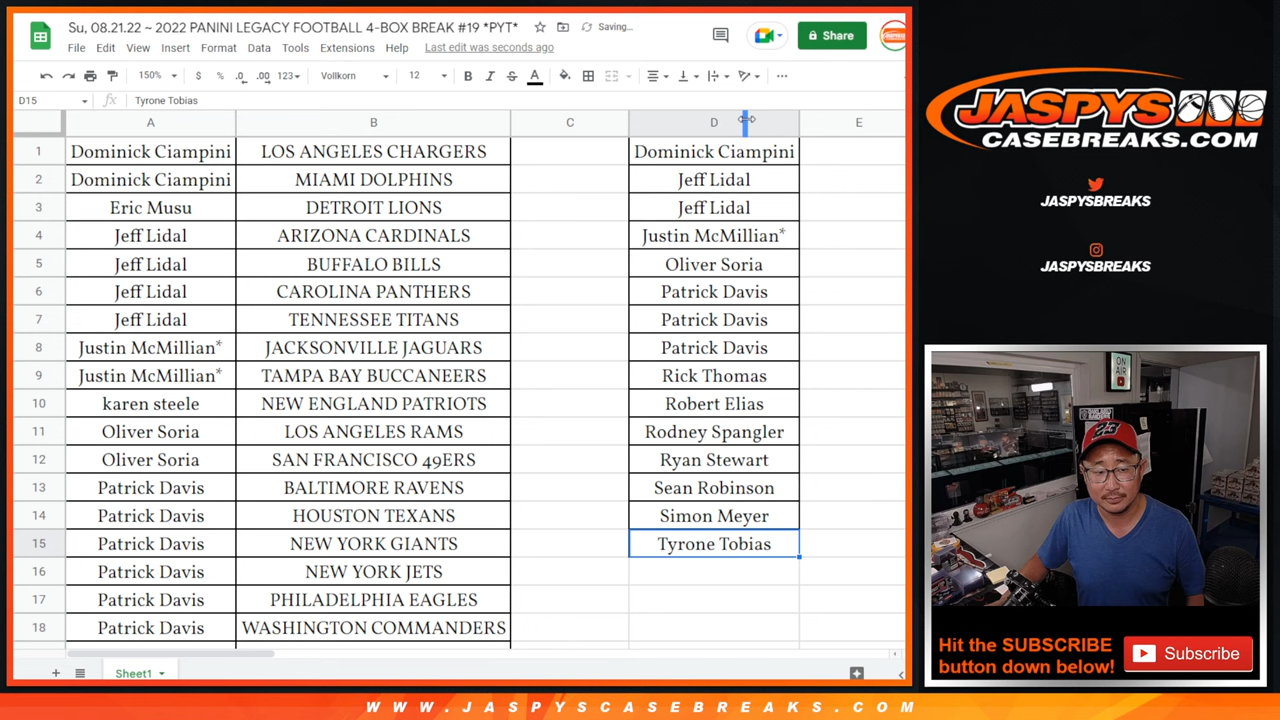 Su, 08.21.22 ~ 2022 PANINI LEGACY FOOTBALL 4-BOX BREAK #19 *PYT*
Saving...
File Edit View Insert Format Data Tools Extensions Help Last edit was seconds ago
Share
150% $ % .0 .00 123 Vollkorn 12 B I S A
D15 fx Tyrone Tobias
A B C D E
1 Dominick Ciampini LOS ANGELES CHARGERS Dominick Ciampini
2 Dominick Ciampini MIAMI DOLPHINS Jeff Lidal
3 Eric Musu DETROIT LIONS Jeff Lidal
4 Jeff Lidal ARIZONA CARDINALS Justin McMillian*
5 Jeff Lidal BUFFALO BILLS Oliver Soria
6 Jeff Lidal CAROLINA PANTHERS Patrick Davis
7 Jeff Lidal TENNESSEE TITANS Patrick Davis
8 Justin McMillian* JACKSONVILLE JAGUARS Patrick Davis
9 Justin McMillian* TAMPA BAY BUCCANEERS Rick Thomas
10 karen steele NEW ENGLAND PATRIOTS Robert Elias
11 Oliver Soria LOS ANGELES RAMS Rodney Spangler
12 Oliver Soria SAN FRANCISCO 49ERS Ryan Stewart
13 Patrick Davis BALTIMORE RAVENS Sean Robinson
14 Patrick Davis HOUSTON TEXANS Simon Meyer
15 Patrick Davis NEW YORK GIANTS Tyrone Tobias
16 Patrick Davis NEW YORK JETS
17 Patrick Davis PHILADELPHIA EAGLES
18 Patrick Davis WASHINGTON COMMANDERS
Sheet1
JASPYS
CASEBREAKS.COM
JASPYSBREAKS
JASPYSBREAKS
ON
AIR
Hit the SUBSCRIBE
button down below!
Subscribe
WWW.JASPYSCASEBREAKS.COM